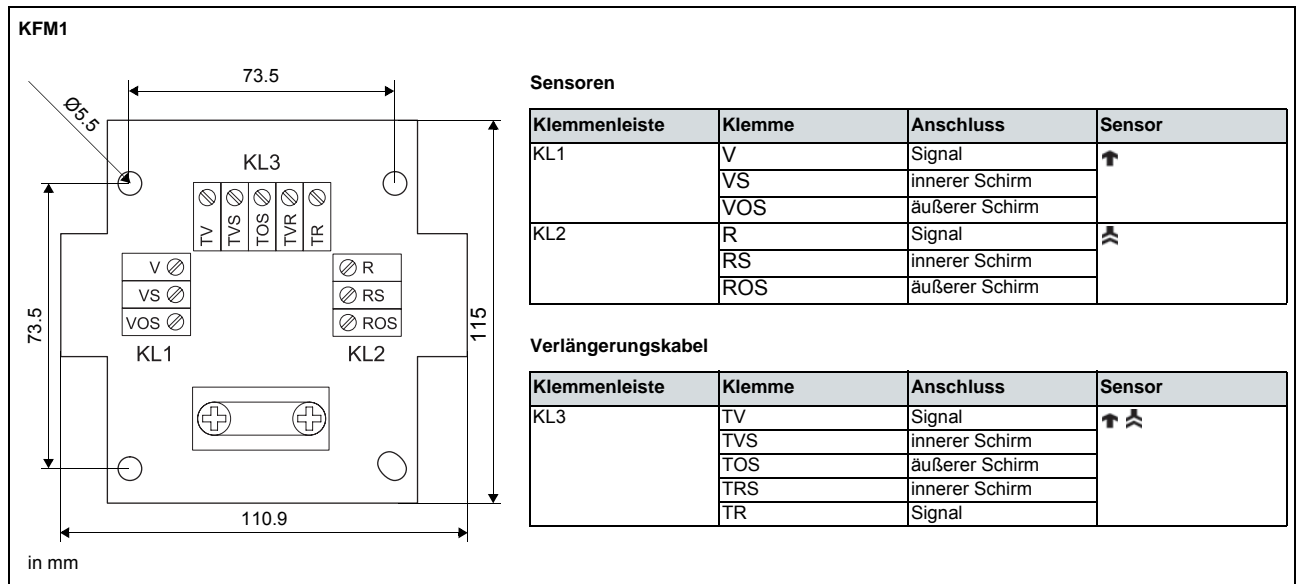 KFM1
73.5
Ø5.5
KL3
TV TVS TOS TVR TR
V R
VS RS
VOS ROS
KL1 KL2
73.5
115
110.9
in mm
Sensoren
Klemmenleiste Klemme Anschluss Sensor
KL1 V Signal
VS innerer Schirm
VOS äußerer Schirm
KL2 R Signal
RS innerer Schirm
ROS äußerer Schirm
Verlängerungskabel
Klemmenleiste Klemme Anschluss Sensor
KL3 TV Signal
TVS innerer Schirm
TOS äußerer Schirm
TRS innerer Schirm
TR Signal